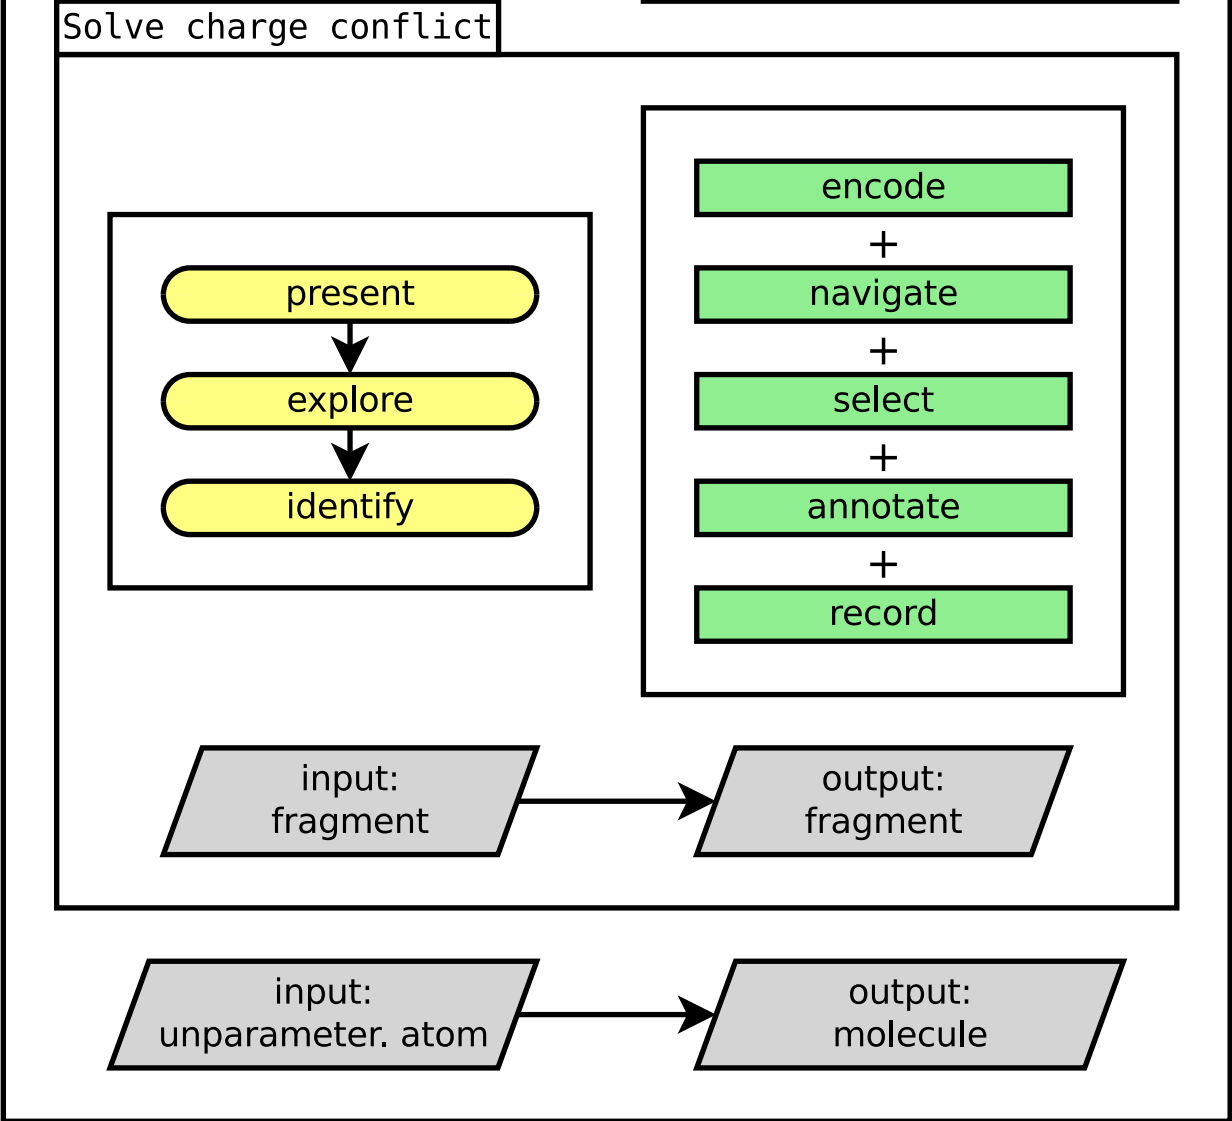 Solve charge conflict
present
explore
identify
encode
+
navigate
+
select
+
annotate
+
record
input:
fragment
output:
fragment
input:
unparameter. atom
output:
molecule